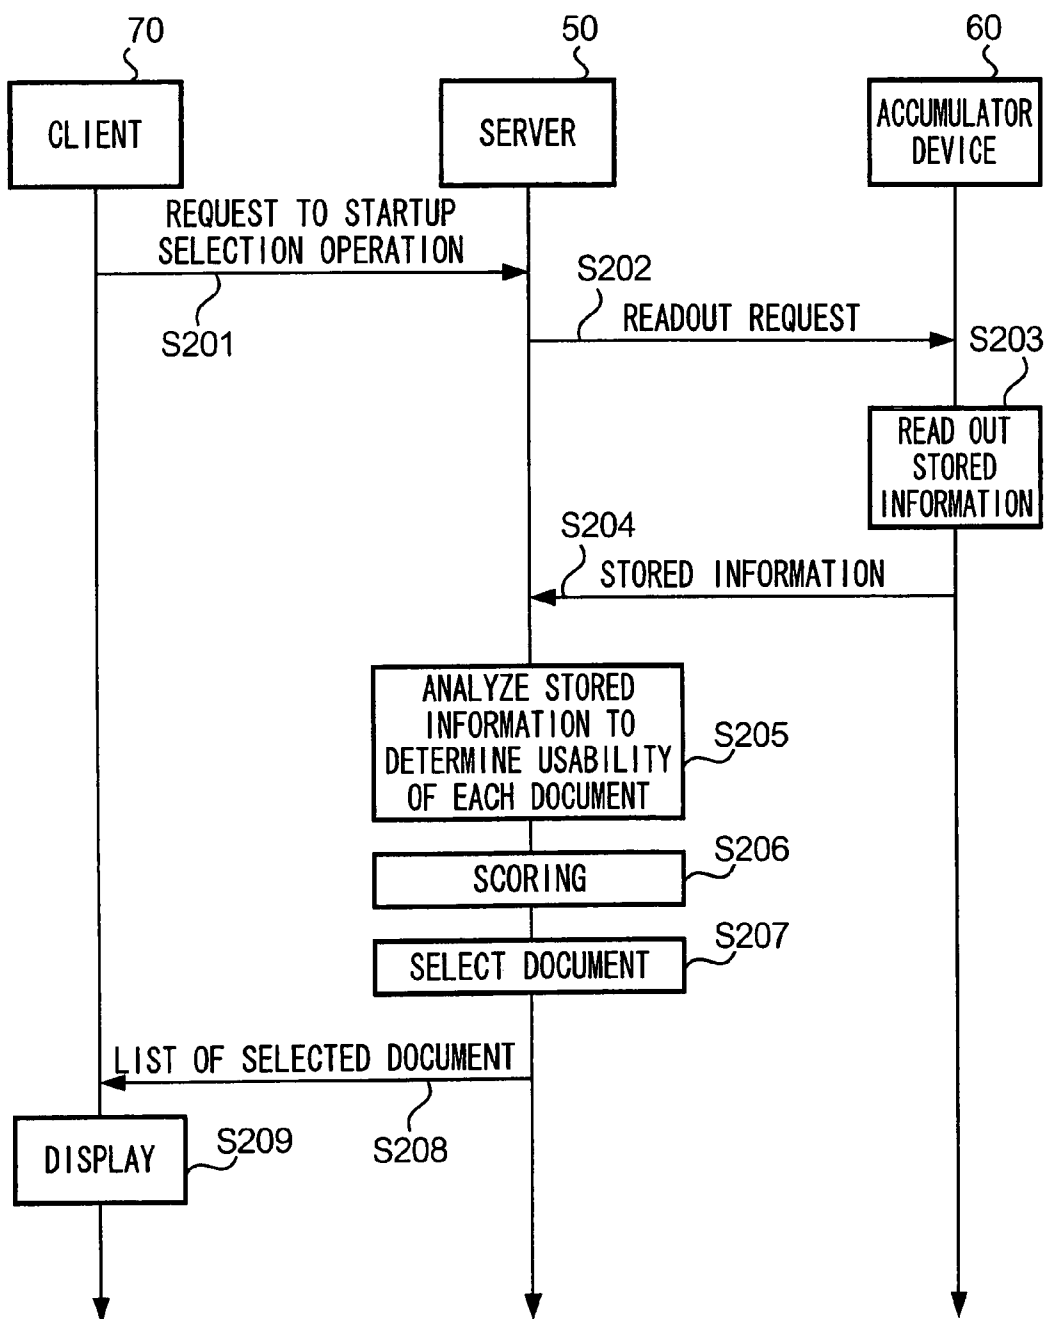 70
50
60
CLIENT
SERVER
ACCUMULATOR
DEVICE
REQUEST TO STARTUP
SELECTION OPERATION
S201
S202
READOUT REQUEST
S203
READ OUT
STORED
INFORMATION
S204
STORED INFORMATION
ANALYZE STORED
INFORMATION TO
DETERMINE USABILITY
OF EACH DOCUMENT
S205
SCORING
S206
SELECT DOCUMENT
S207
LIST OF SELECTED DOCUMENT
S208
DISPLAY
S209